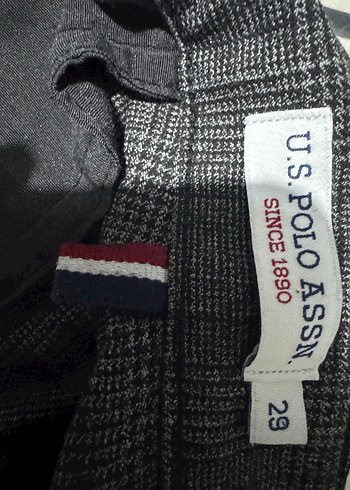 U.S. POLO ASSN.
SINCE 1890
29